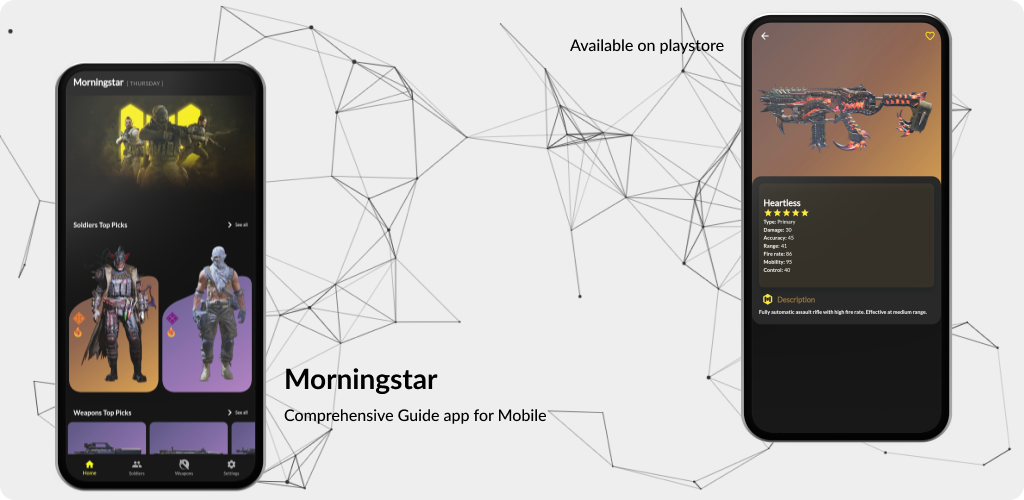 Available on playstore
Morningstar | THURSDAY |
Soldiers Top Picks
See all
Weapons Top Picks
See all
Home
Soldiers
Weapons
Settings
Morningstar
Comprehensive Guide app for Mobile
Heartless
Type: Primary
Damage: 30
Accuracy: 45
Range: 41
Fire rate: 86
Mobility: 95
Control: 40
Description
Fully automatic assault rifle with high fire rate. Effective at medium range.